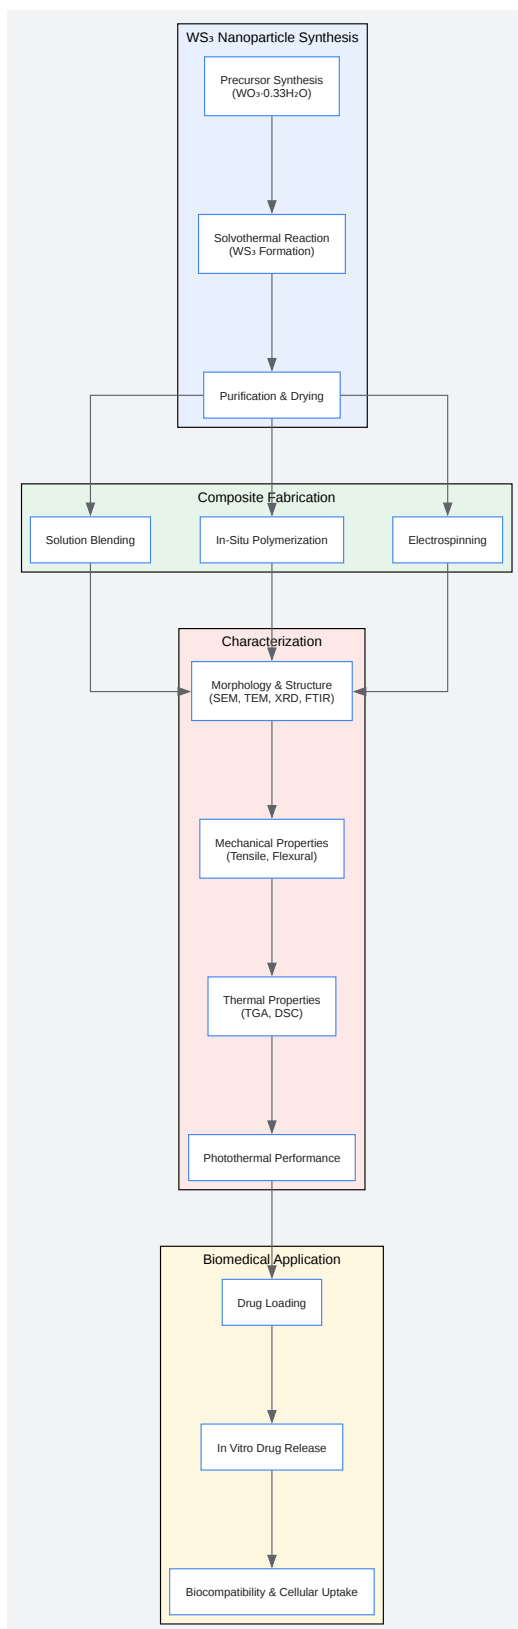 WS₃ Nanoparticle Synthesis
Precursor Synthesis
(WO₃·0.33H₂O)
Solvothermal Reaction
(WS₃ Formation)
Purification & Drying
Composite Fabrication
Solution Blending
In-Situ Polymerization
Electrospinning
Characterization
Morphology & Structure
(SEM, TEM, XRD, FTIR)
Mechanical Properties
(Tensile, Flexural)
Thermal Properties
(TGA, DSC)
Photothermal Performance
Biomedical Application
Drug Loading
In Vitro Drug Release
Biocompatibility & Cellular Uptake